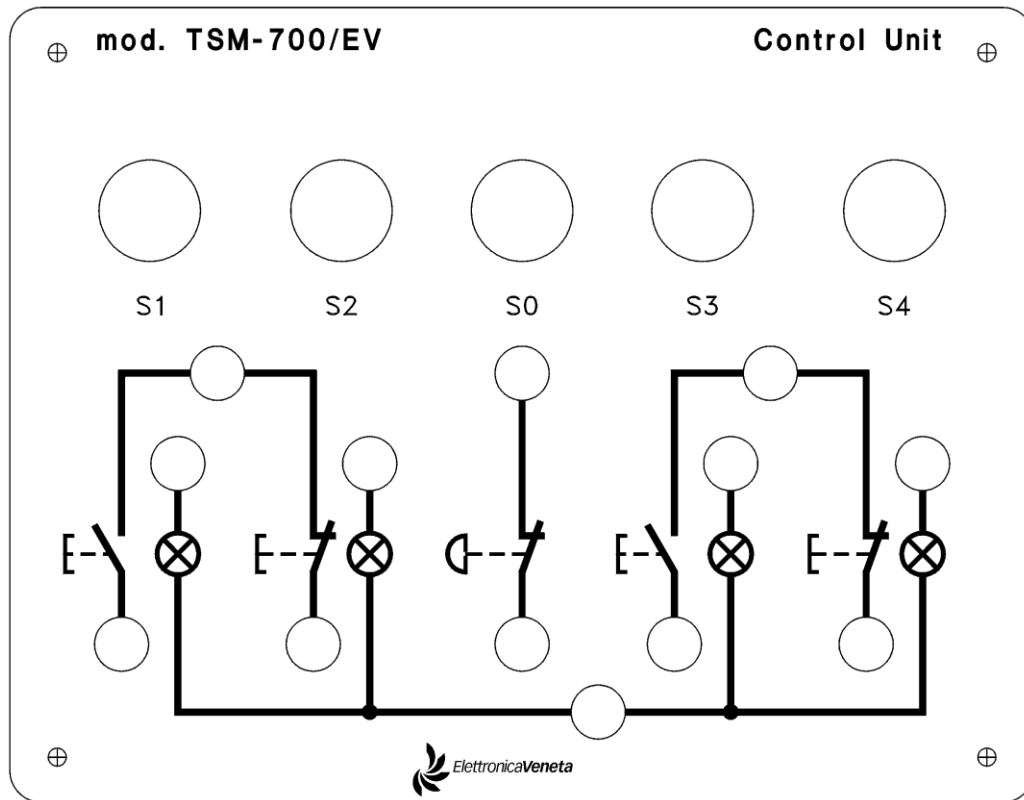 mod. TSM-700/EV
Control Unit
S1
S2
S0
S3
S4
ElettronicaVeneta